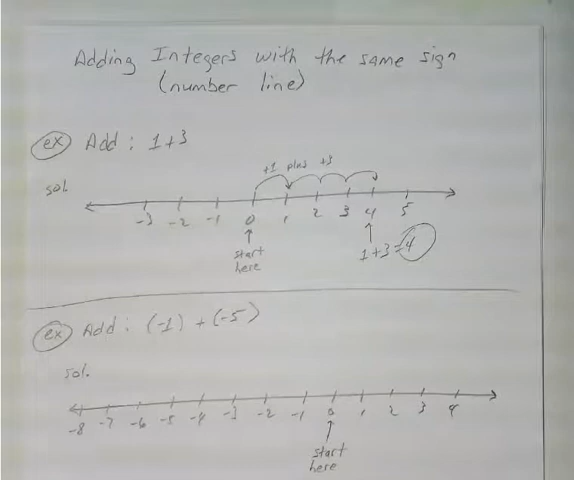 Adding Integers with the same sign
(number line)
ex Add: 1+3
+1 plus +3
sol.
-3 -2 -1 0 1 2 3 4 5
start here
1+3=4
ex Add: (-1) + (-5)
sol.
-8 -7 -6 -5 -4 -3 -2 -1 0 1 2 3 4
start here